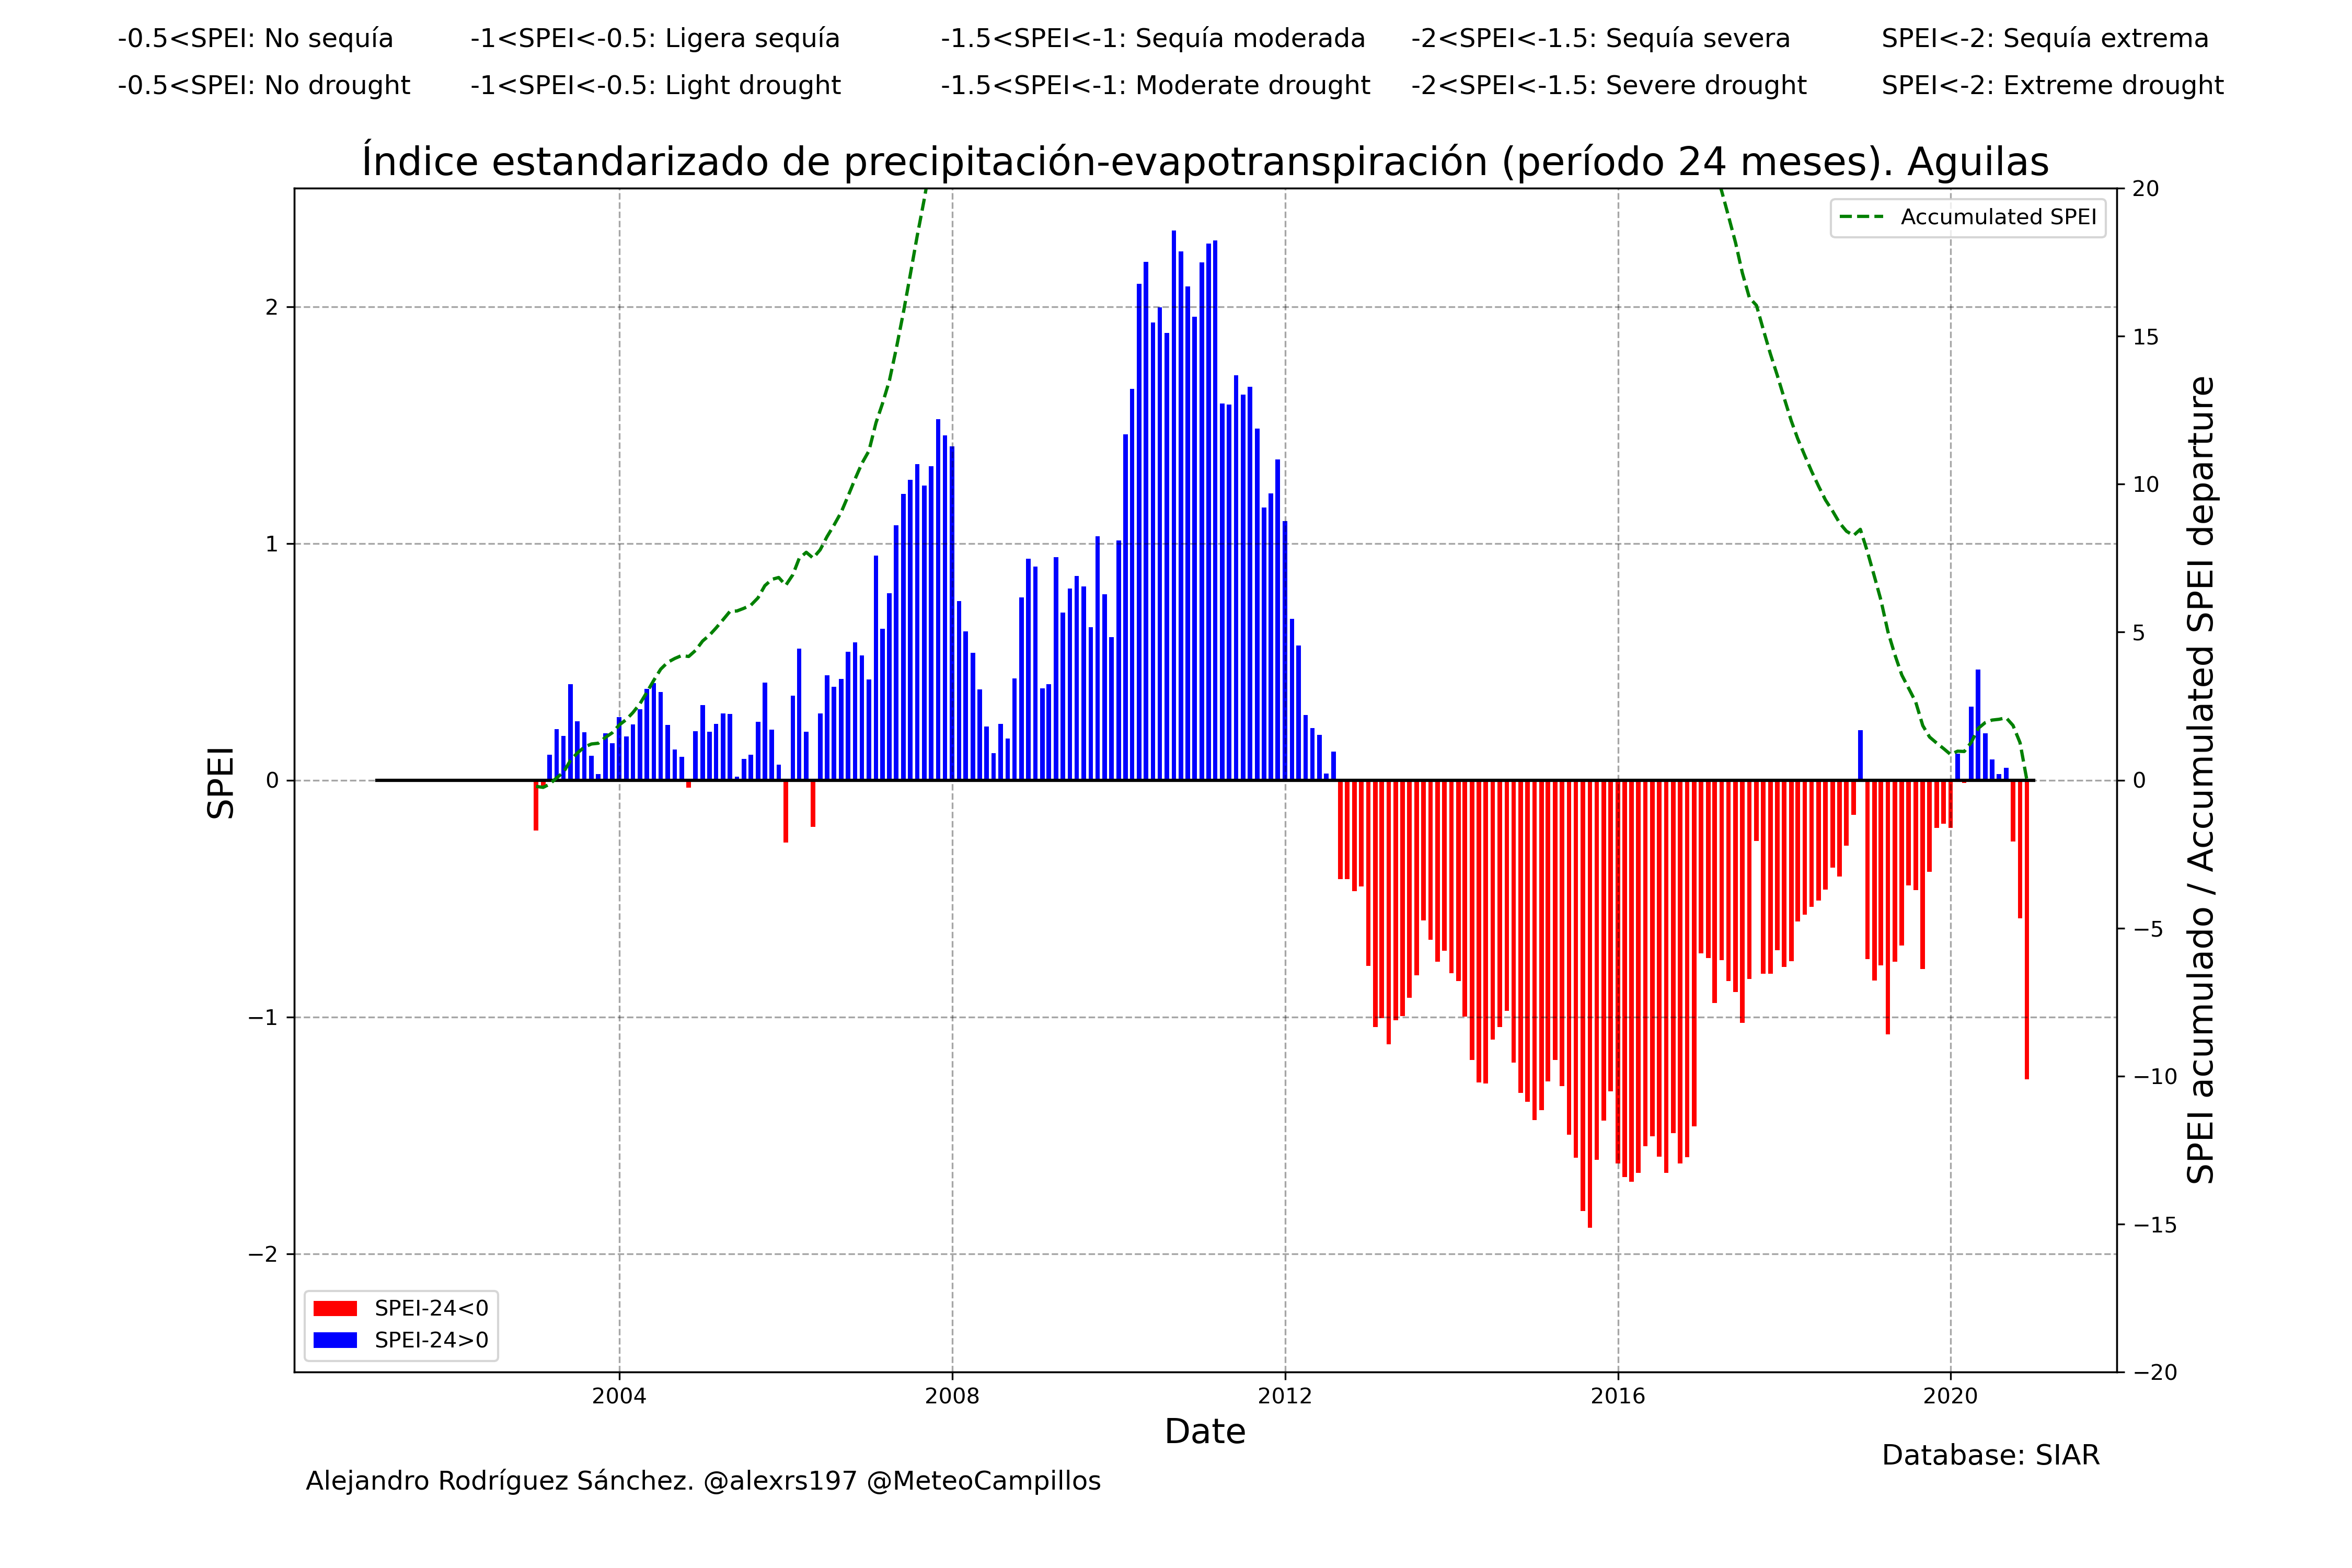 -0.5<SPEI: No sequía -1<SPEI<-0.5: Ligera sequía -1.5<SPEI<-1: Sequía moderada -2<SPEI<-1.5: Sequía severa SPEI<-2: Sequía extrema
-0.5<SPEI: No drought -1<SPEI<-0.5: Light drought -1.5<SPEI<-1: Moderate drought -2<SPEI<-1.5: Severe drought SPEI<-2: Extreme drought
Índice estandarizado de precipitación-evapotranspiración (período 24 meses). Aguilas
Accumulated SPEI
SPEI
2
1
0
−1
−2
20
15
10
5
0
−5
−10
−15
−20
SPEI acumulado / Accumulated SPEI departure
SPEI-24<0
SPEI-24>0
2004 2008 2012 2016 2020
Date
Database: SIAR
Alejandro Rodríguez Sánchez. @alexrs197 @MeteoCampillos